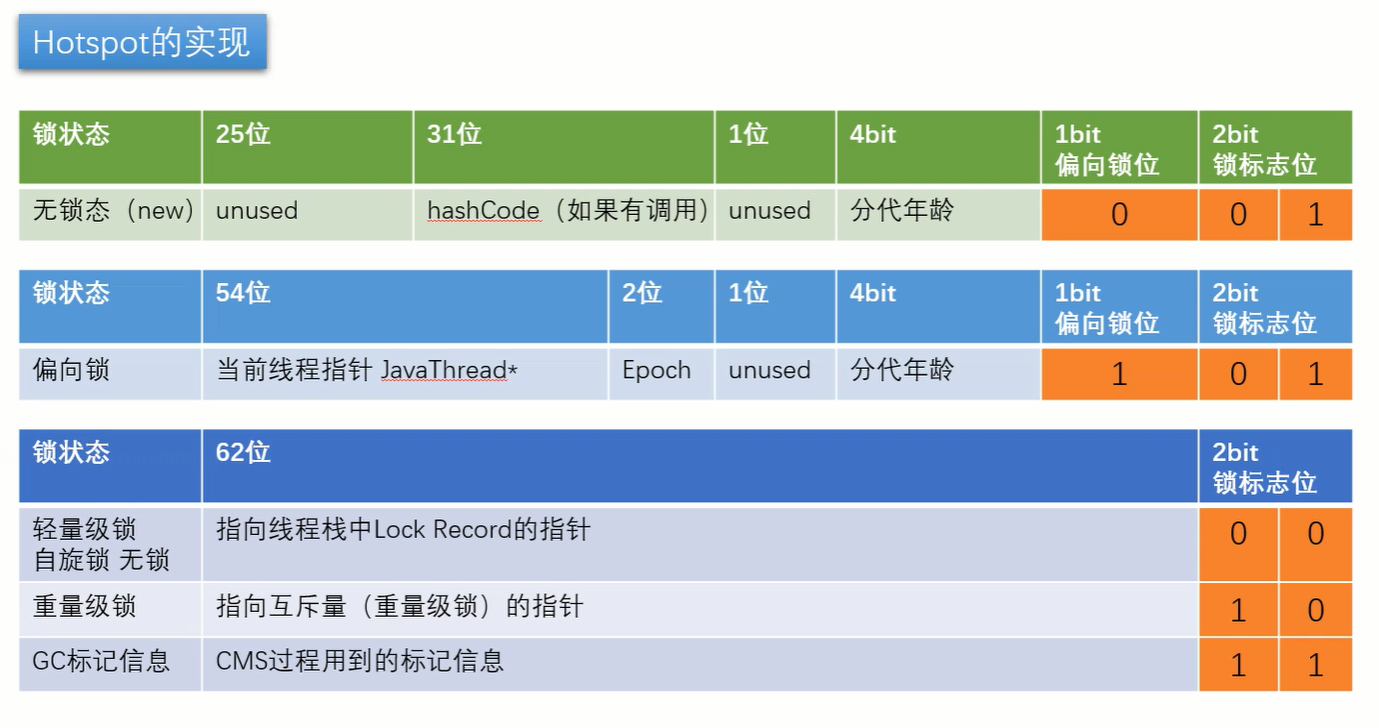 Hotspot的实现
锁状态 25位 31位 1位 4bit 1bit 2bit
偏向锁位 锁标志位
无锁态（new） unused hashCode（如果有调用） unused 分代年龄 0 0 1
锁状态 54位 2位 1位 4bit 1bit 2bit
偏向锁位 锁标志位
偏向锁 当前线程指针 JavaThread* Epoch unused 分代年龄 1 0 1
锁状态 62位 2bit
锁标志位
轻量级锁 指向线程栈中Lock Record的指针 0 0
自旋锁 无锁
重量级锁 指向互斥量（重量级锁）的指针 1 0
GC标记信息 CMS过程用到的标记信息 1 1